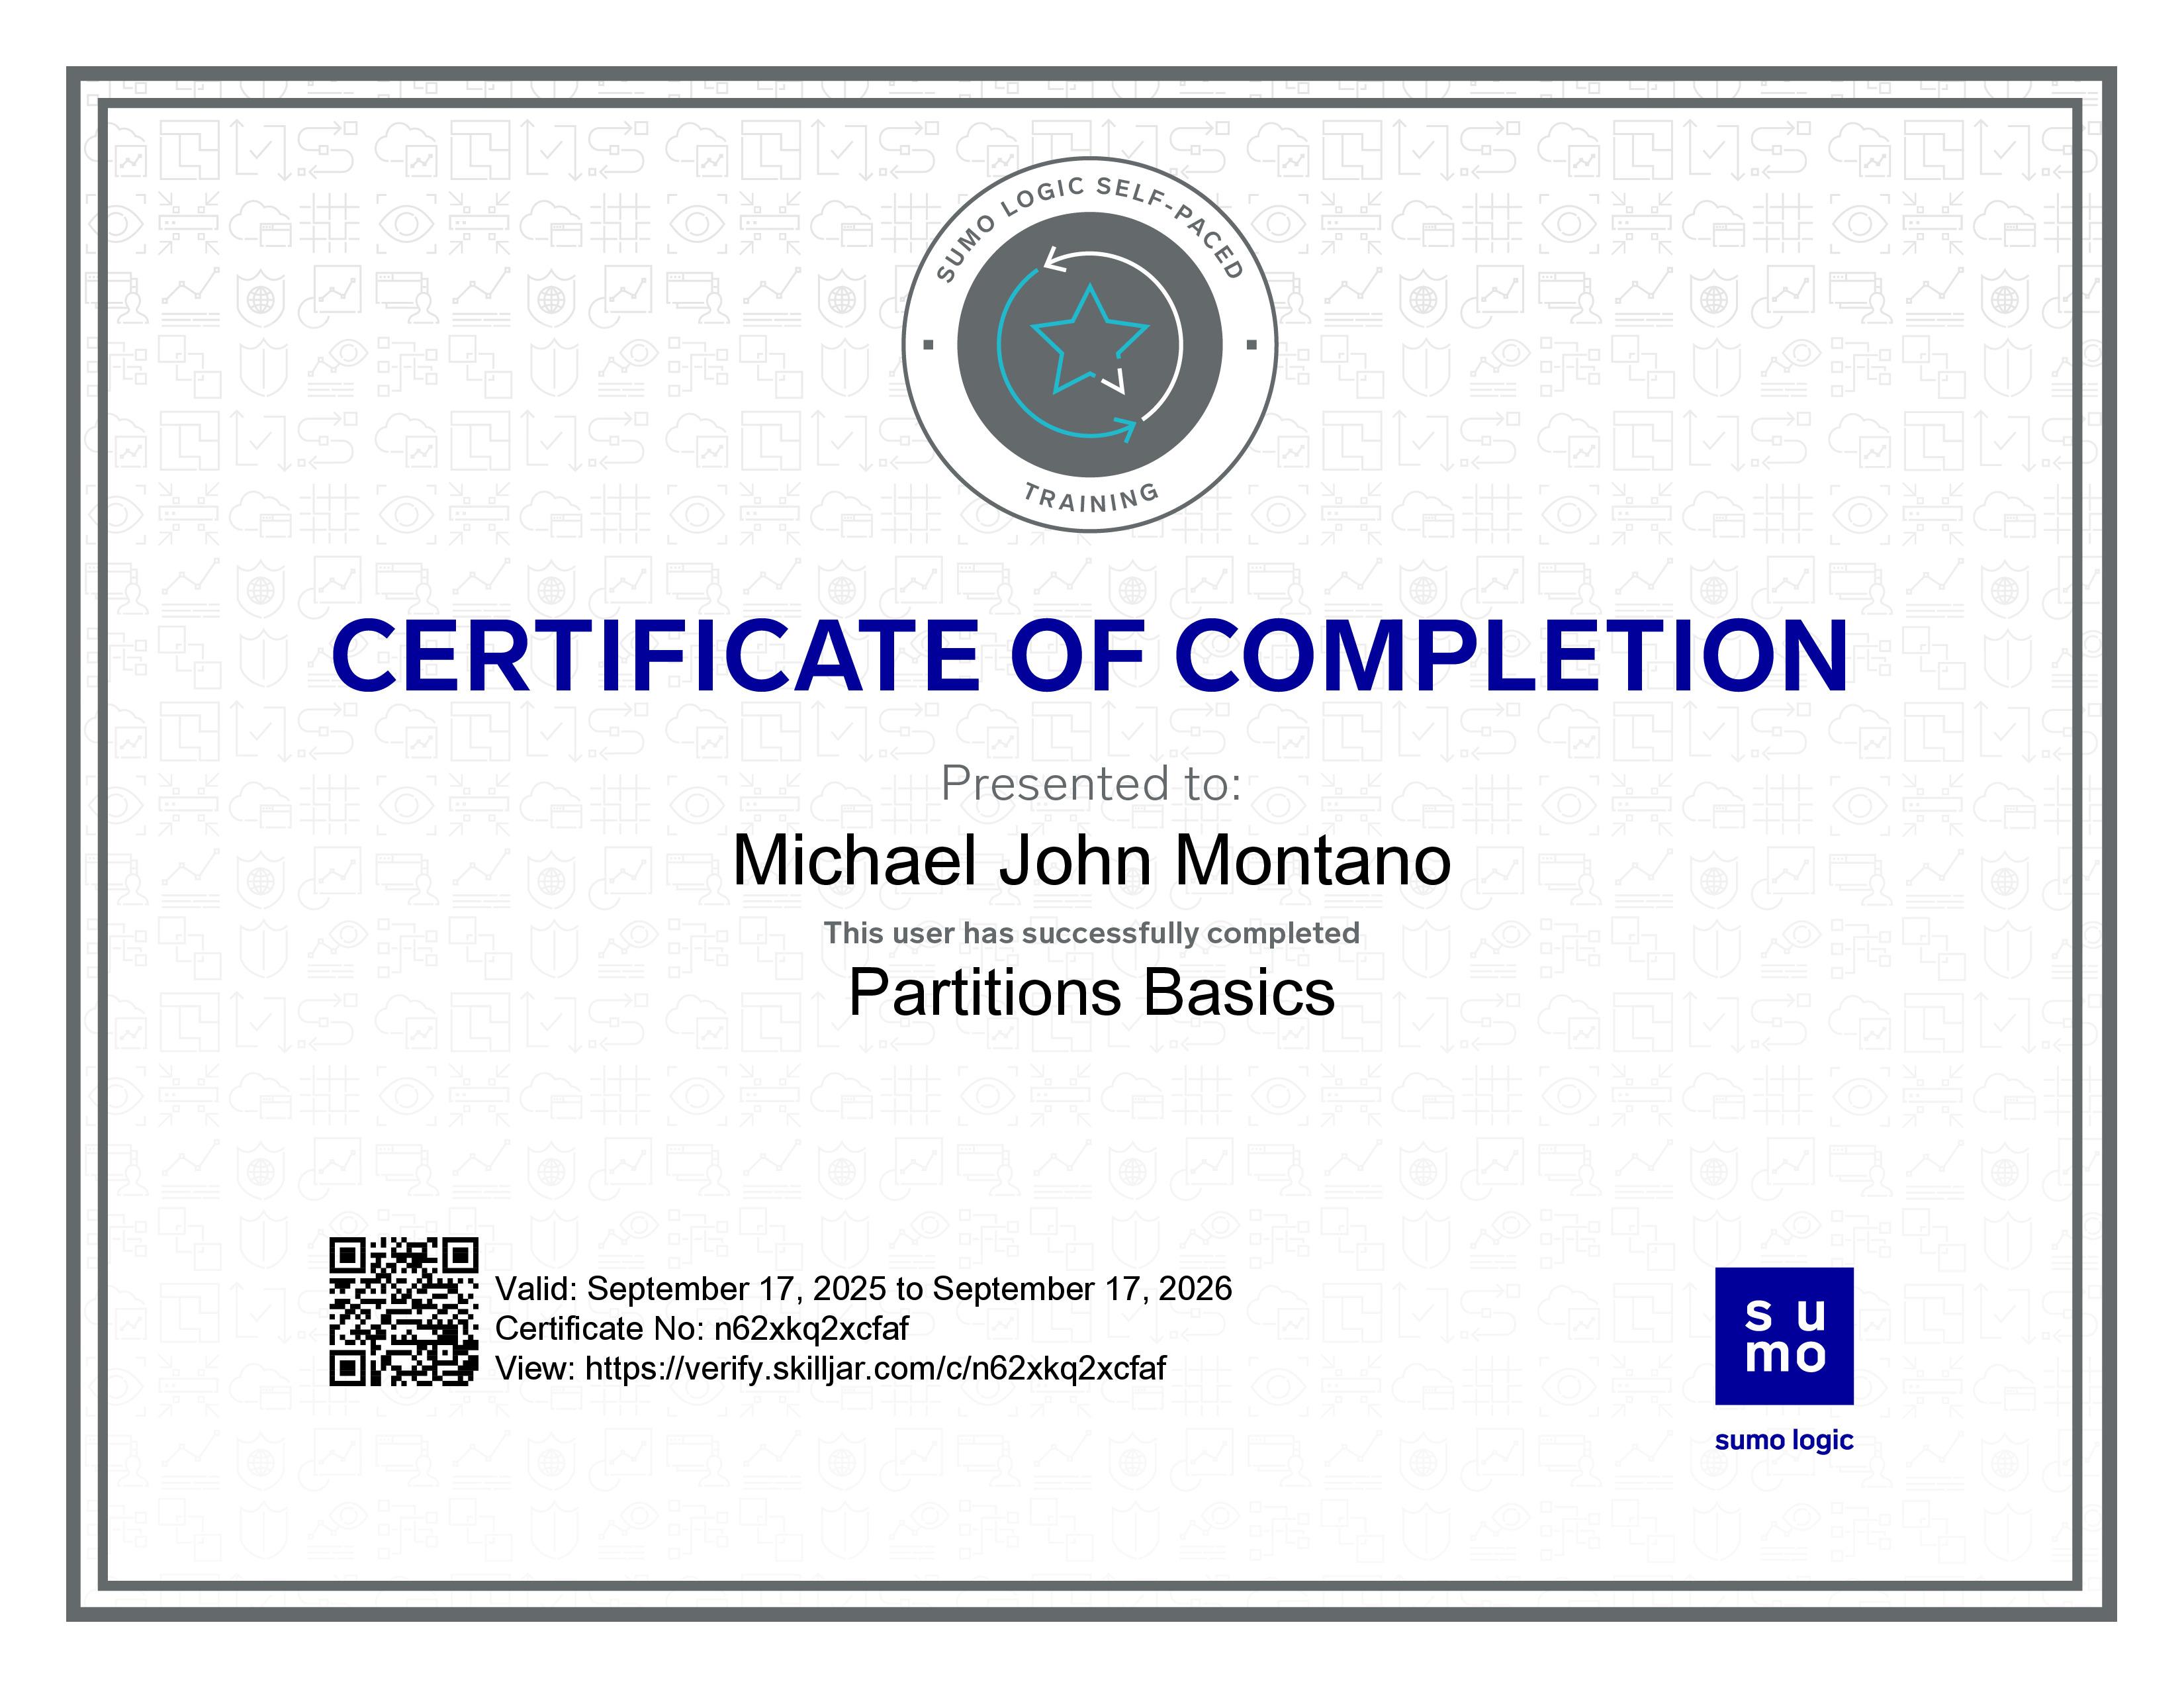 SUMO LOGIC SELF-PACED
TRAINING
CERTIFICATE OF COMPLETION
Presented to:
Michael John Montano
This user has successfully completed
Partitions Basics
Valid: September 17, 2025 to September 17, 2026
Certificate No: n62xkq2xcfaf
View: https://verify.skilljar.com/c/n62xkq2xcfaf
su
mo
sumo logic